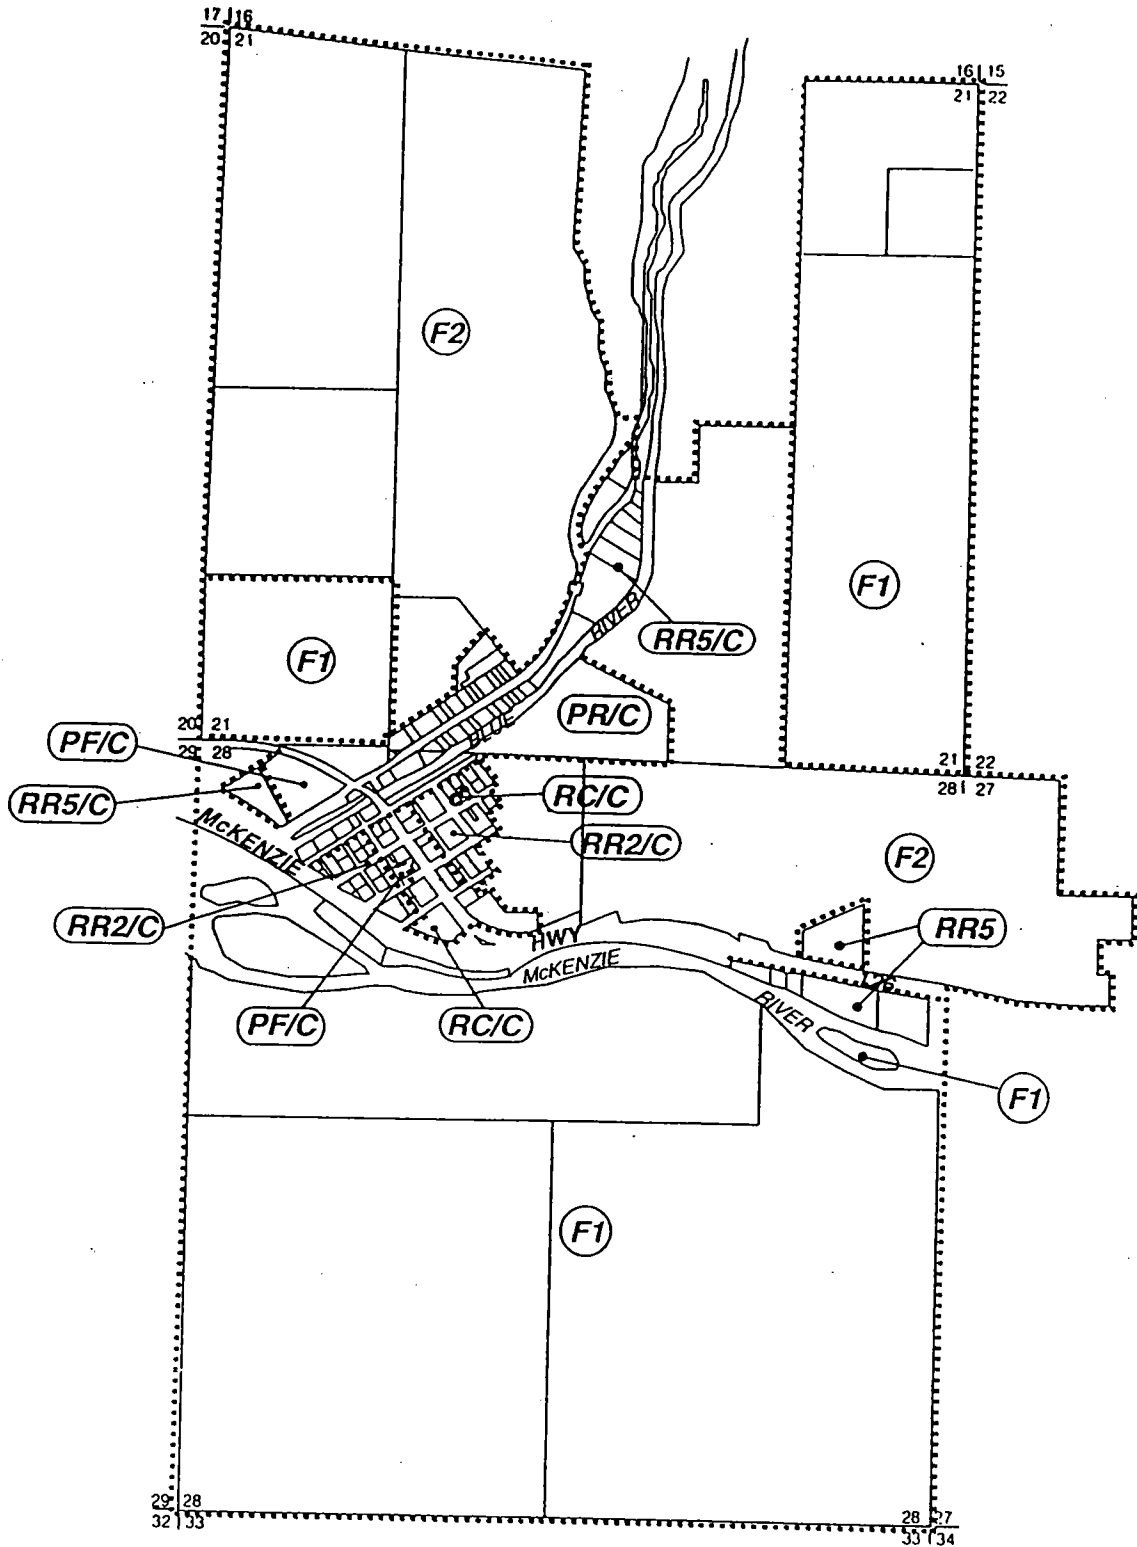 17 16
20 21
16 15
21 22
F2
F1
RIVER
RR5/C
F1
PR/C
BLUE
20 21
29 28
PF/C
21 22
28 27
RR5/C
RC/C
McKENZIE
RR2/C
F2
RR2/C
RR5
HWY
McKENZIE
126
PF/C
RC/C
RIVER
F1
F1
29 28
32 33
28 27
33 34